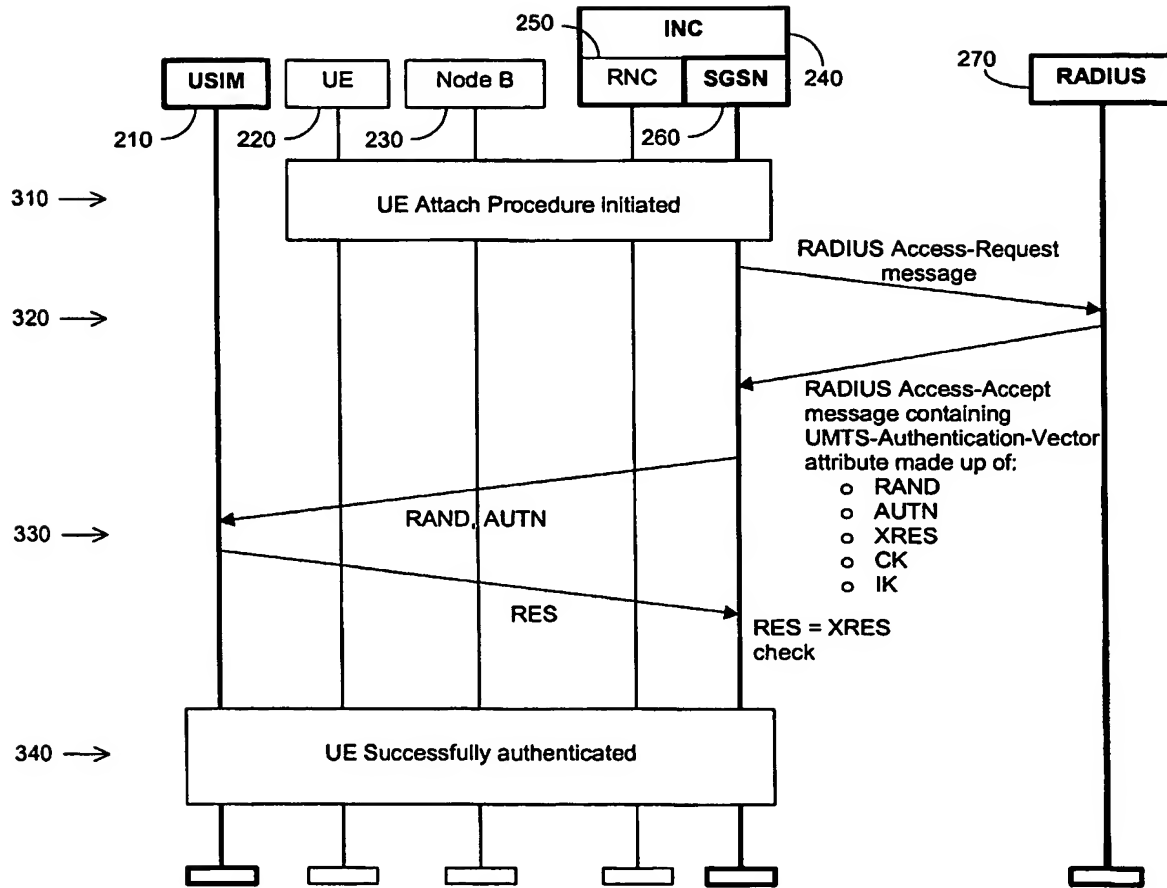 250
INC
240
USIM
UE
Node B
RNC
SGSN
270
RADIUS
210
220
230
260
310
UE Attach Procedure initiated
RADIUS Access-Request
message
320
RADIUS Access-Accept
message containing
UMTS-Authentication-Vector
attribute made up of:
o RAND
o AUTN
o XRES
o CK
o IK
RAND, AUTN
330
RES
RES = XRES
check
340
UE Successfully authenticated